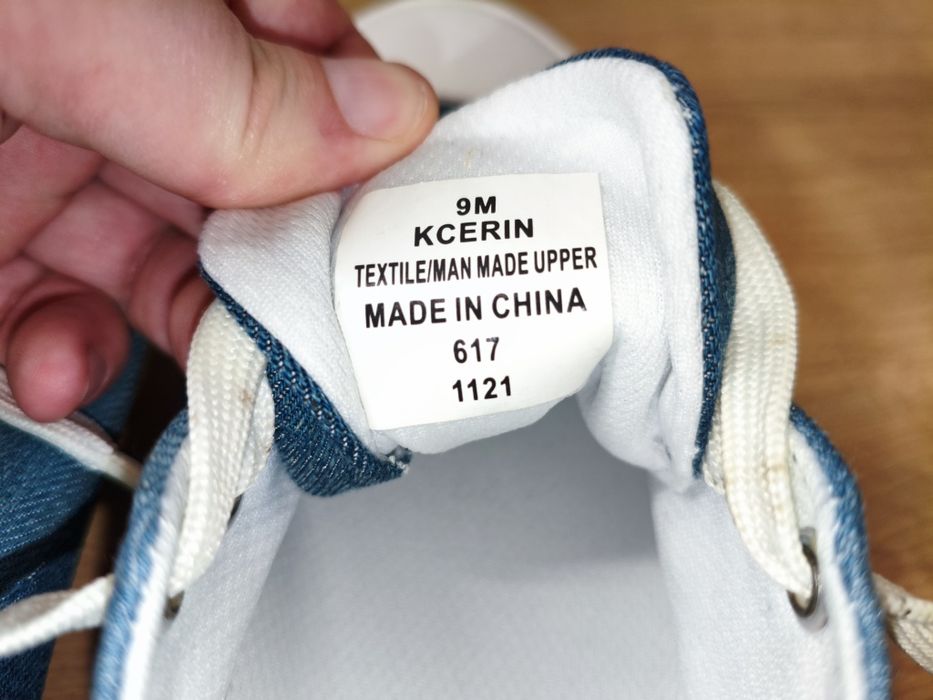 9M
KCERIN
TEXTILE/MAN MADE UPPER
MADE IN CHINA
617
1121